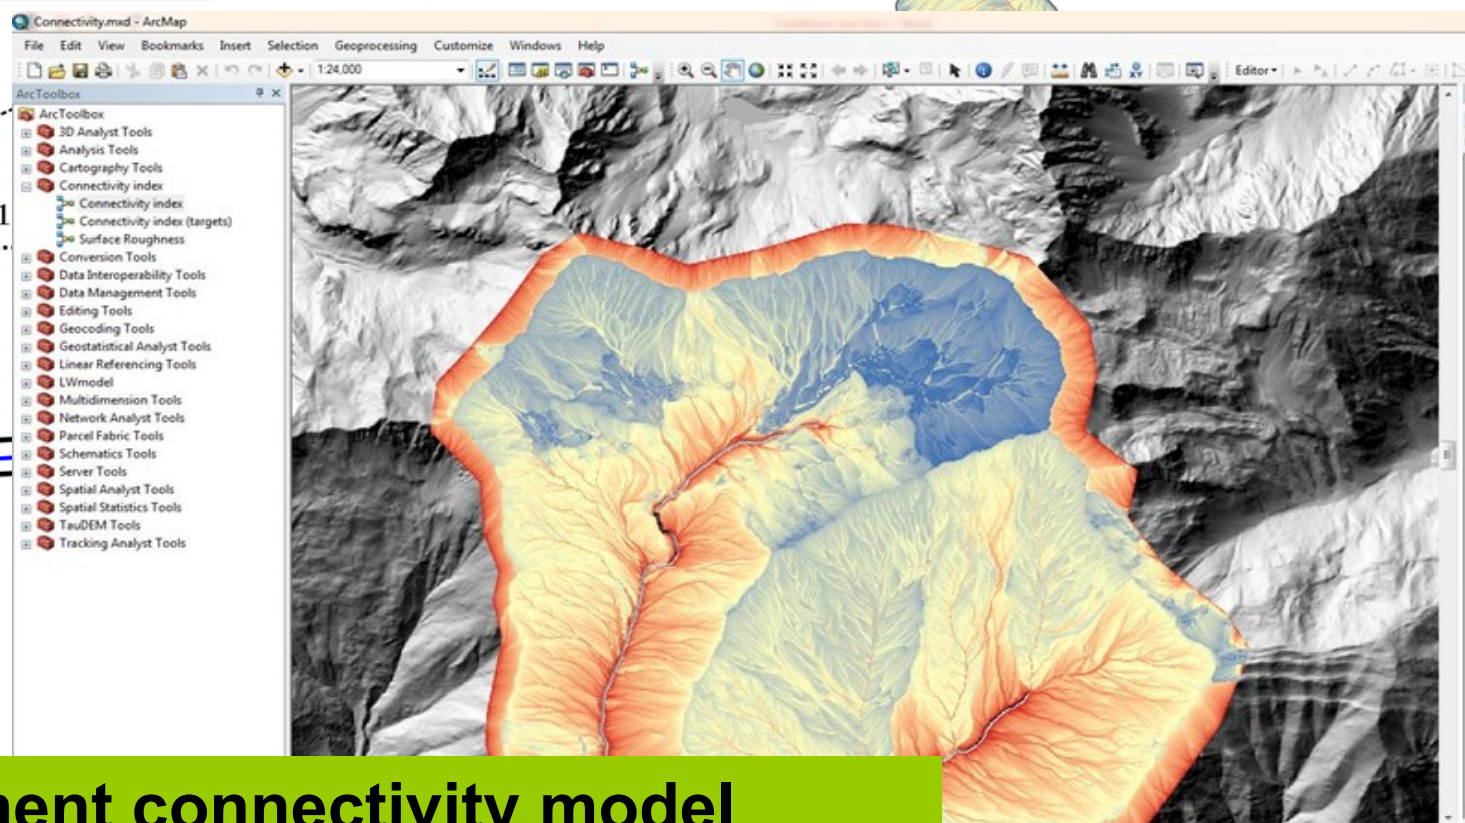 Connectivity.mxd - ArcMap
File Edit View Bookmarks Insert Selection Geoprocessing Customize Windows Help
1:24,000
Editor
ArcToolbox
ArcToolbox
3D Analyst Tools
Analysis Tools
Cartography Tools
Connectivity index
Connectivity index
1
Connectivity index (targets)
Surface Roughness
Conversion Tools
Data Interoperability Tools
Data Management Tools
Editing Tools
Geocoding Tools
Geostatistical Analyst Tools
Linear Referencing Tools
LWmodel
Multidimension Tools
Network Analyst Tools
Parcel Fabric Tools
Schematics Tools
Server Tools
Spatial Analyst Tools
Spatial Statistics Tools
TauDEM Tools
Tracking Analyst Tools
ment connectivity model